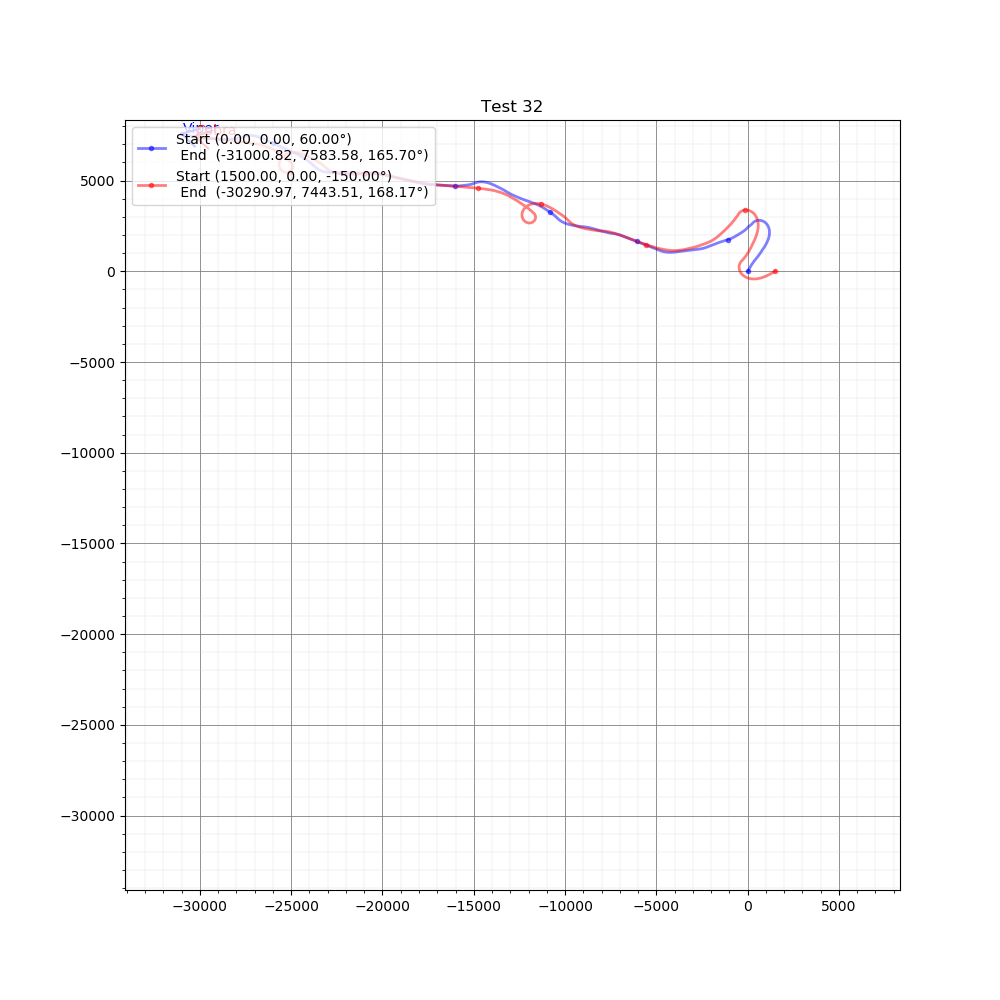 Test 32
Start (0.00, 0.00, 60.00°)
End (-31000.82, 7583.58, 165.70°)
Start (1500.00, 0.00, -150.00°)
End (-30290.97, 7443.51, 168.17°)
5000
0
−5000
−10000
−15000
−20000
−25000
−30000
−30000 −25000 −20000 −15000 −10000 −5000 0 5000